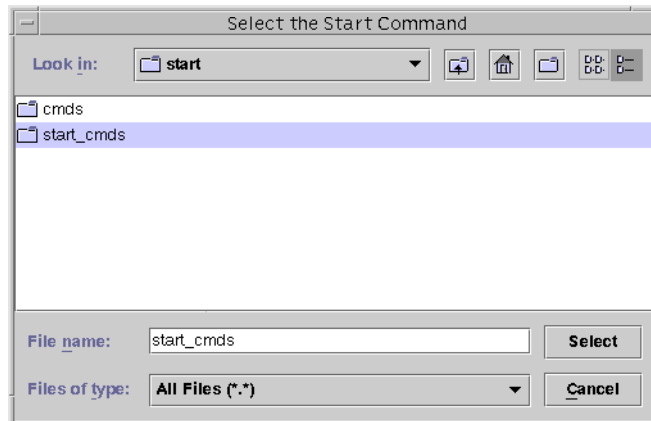 Select the Start Command
Look in: start
cmds
start_cmds
File name: start_cmds Select
Files of type: All Files (*.*) Cancel